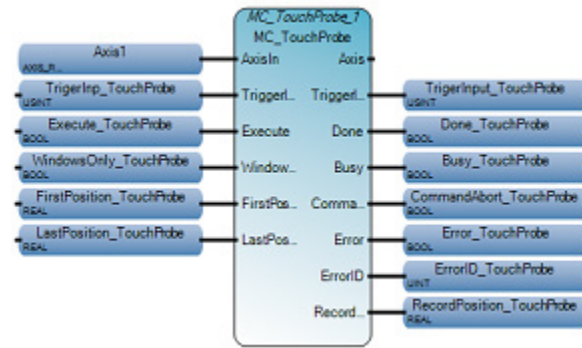 MC_TouchProbe_1
MC_TouchProbe
Axis1
AXIS_R...
AxisIn
Axis
TrigerInp_TouchProbe
USINT
TriggerI...
TriggerI...
TrigerInput_TouchProbe
USINT
Execute_TouchProbe
BOOL
Execute
Done
Done_TouchProbe
BOOL
WindowsOnly_TouchProbe
BOOL
Window...
Busy
Busy_TouchProbe
BOOL
FirstPosition_TouchProbe
REAL
FirstPos...
Comma...
CommandAbort_TouchProbe
BOOL
LastPosition_TouchProbe
REAL
LastPos...
Error
Error_TouchProbe
BOOL
ErrorID
ErrorID_TouchProbe
UINT
Record...
RecordPosition_TouchProbe
REAL